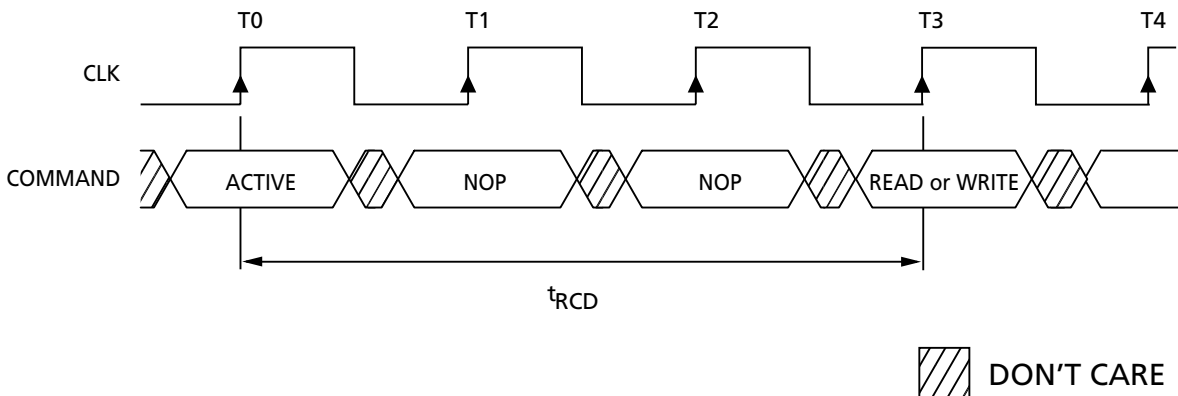 T0 T1 T2 T3 T4
CLK
COMMAND ACTIVE NOP NOP READ or WRITE
tRCD
DON'T CARE